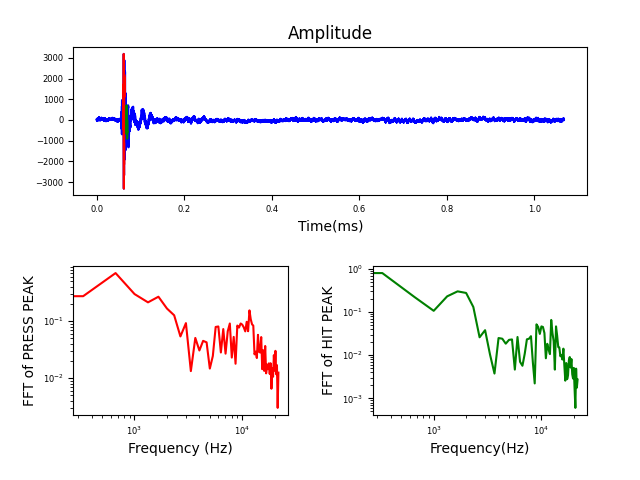 Amplitude
3000
2000
1000
0
−1000
−2000
−3000
0.0 0.2 0.4 0.6 0.8 1.0
Time(ms)
FFT of PRESS PEAK
10⁻¹
10⁻²
10³ 10⁴
Frequency (Hz)
FFT of HIT PEAK
10⁰
10⁻¹
10⁻²
10⁻³
10³ 10⁴
Frequency(Hz)